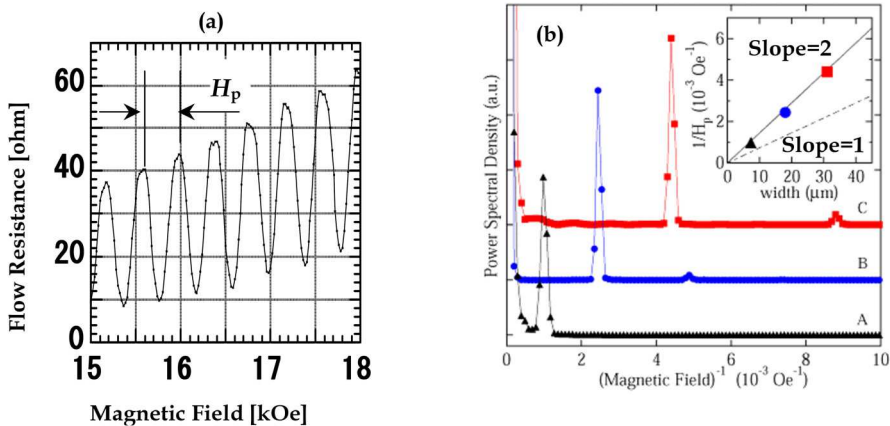 (a)
Flow Resistance [ohm]
60
40
20
0
Hp
15 16 17 18
Magnetic Field [kOe]
(b)
Power Spectral Density (a.u.)
C
B
A
0 2 4 6 8 10
(Magnetic Field)-1 (10-3 Oe-1)
1/Hp (10-3 Oe-1)
6
4
2
0
Slope=2
Slope=1
0 10 20 30 40
width (μm)